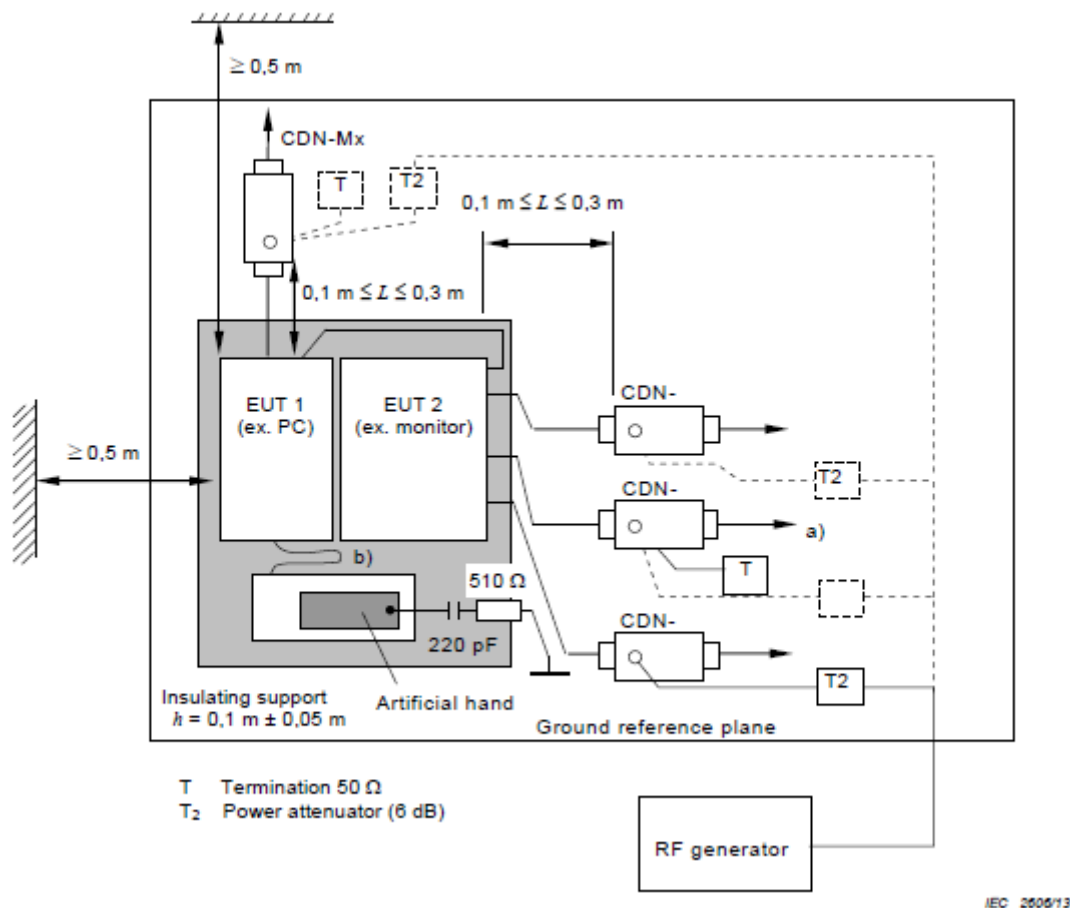 ≥ 0,5 m
CDN-Mx
T
T2
0,1 m ≤ L ≤ 0,3 m
0,1 m ≤ L ≤ 0,3 m
EUT 1
(ex. PC)
EUT 2
(ex. monitor)
CDN-
≥ 0,5 m
T2
CDN-
a)
b)
T
510 Ω
220 pF
CDN-
T2
Insulating support
h = 0,1 m ± 0,05 m
Artificial hand
Ground reference plane
T Termination 50 Ω
T2 Power attenuator (6 dB)
RF generator
IEC 2606/13